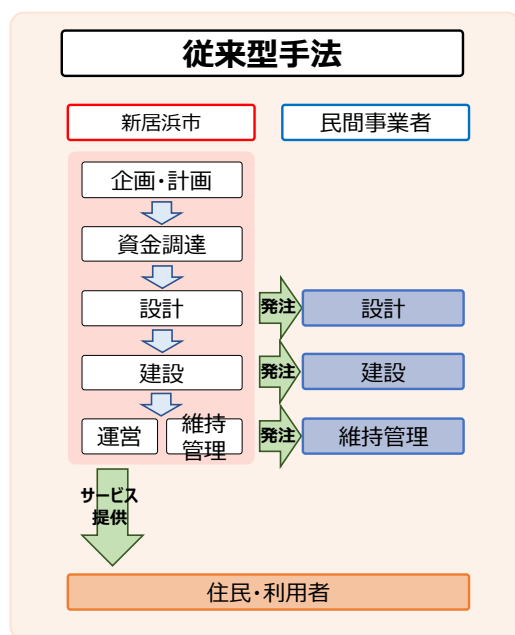 従来型手法
新居浜市
民間事業者
企画・計画
資金調達
設計
発注
設計
建設
発注
建設
運営
維持
管理
発注
維持管理
サービス
提供
住民・利用者